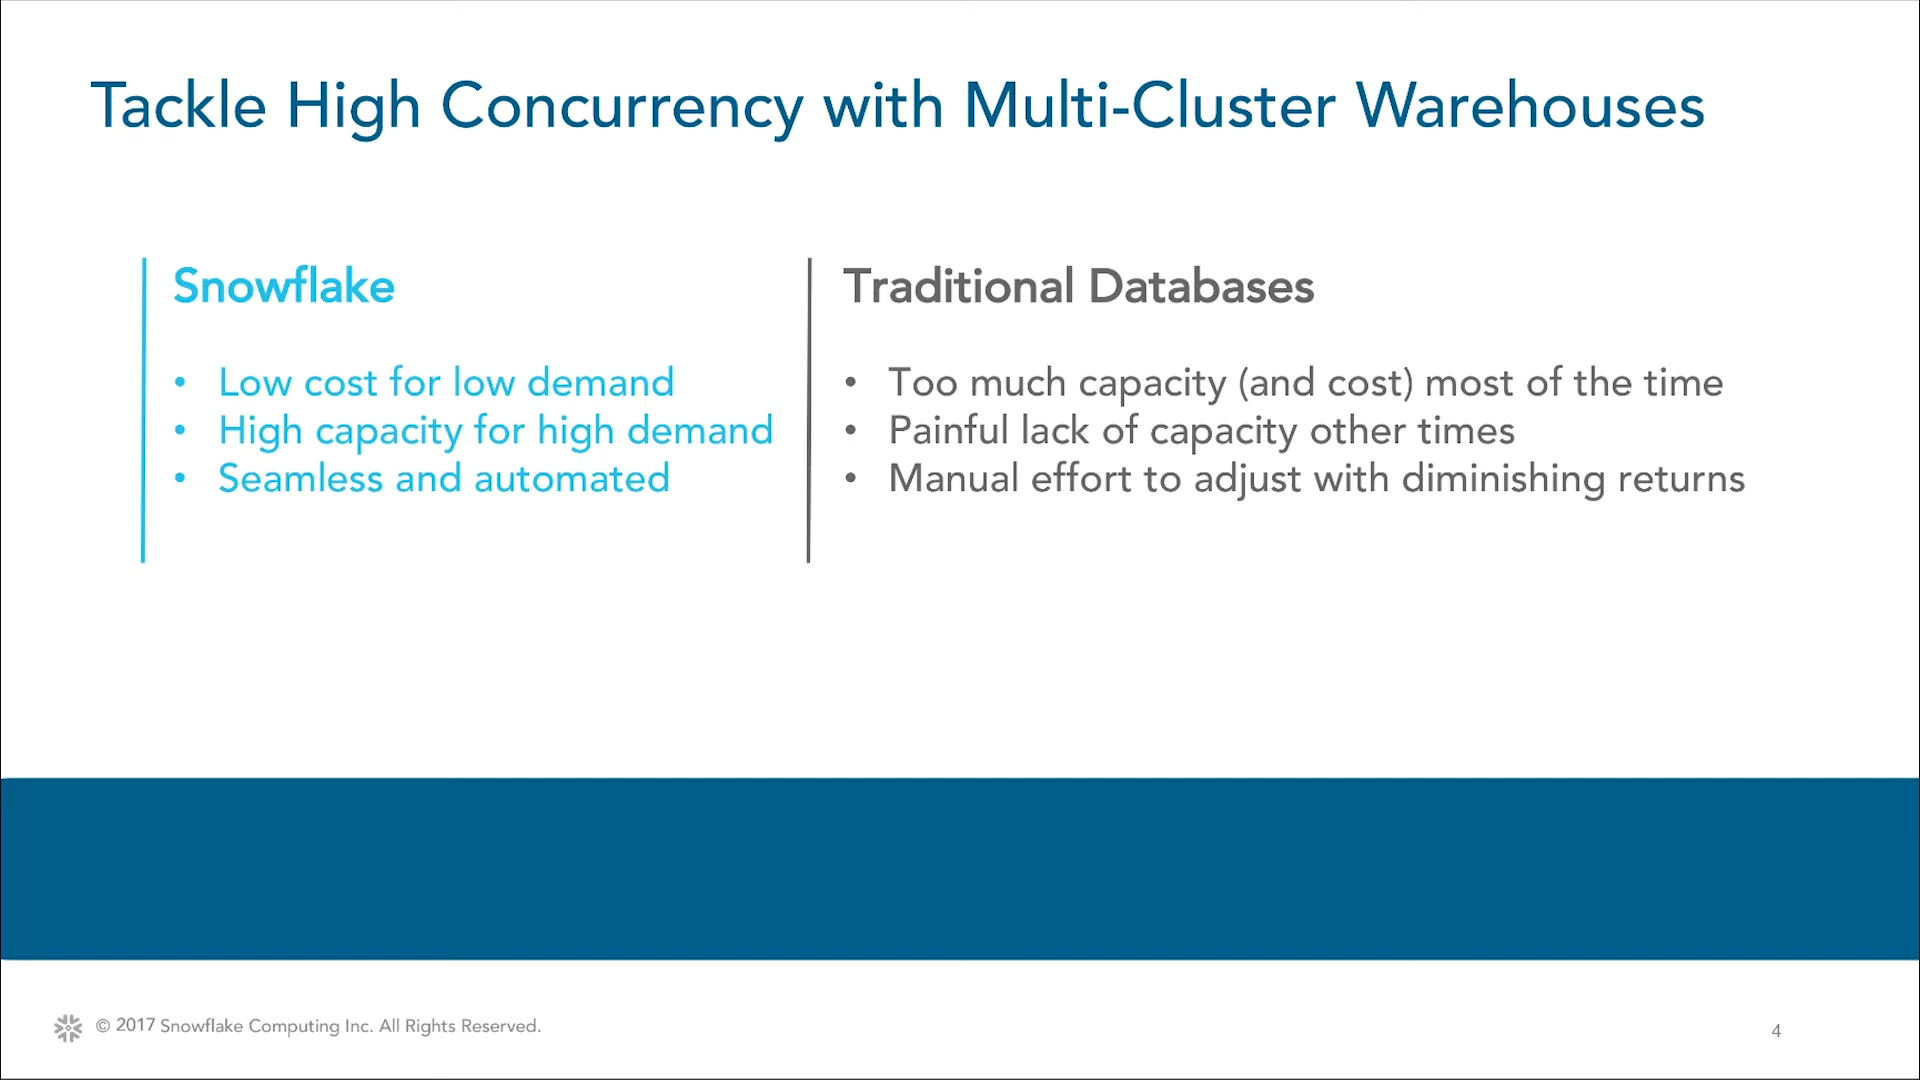 Tackle High Concurrency with Multi-Cluster Warehouses
Snowflake
• Low cost for low demand
• High capacity for high demand
• Seamless and automated
Traditional Databases
• Too much capacity (and cost) most of the time
• Painful lack of capacity other times
• Manual effort to adjust with diminishing returns
© 2017 Snowflake Computing Inc. All Rights Reserved.
4